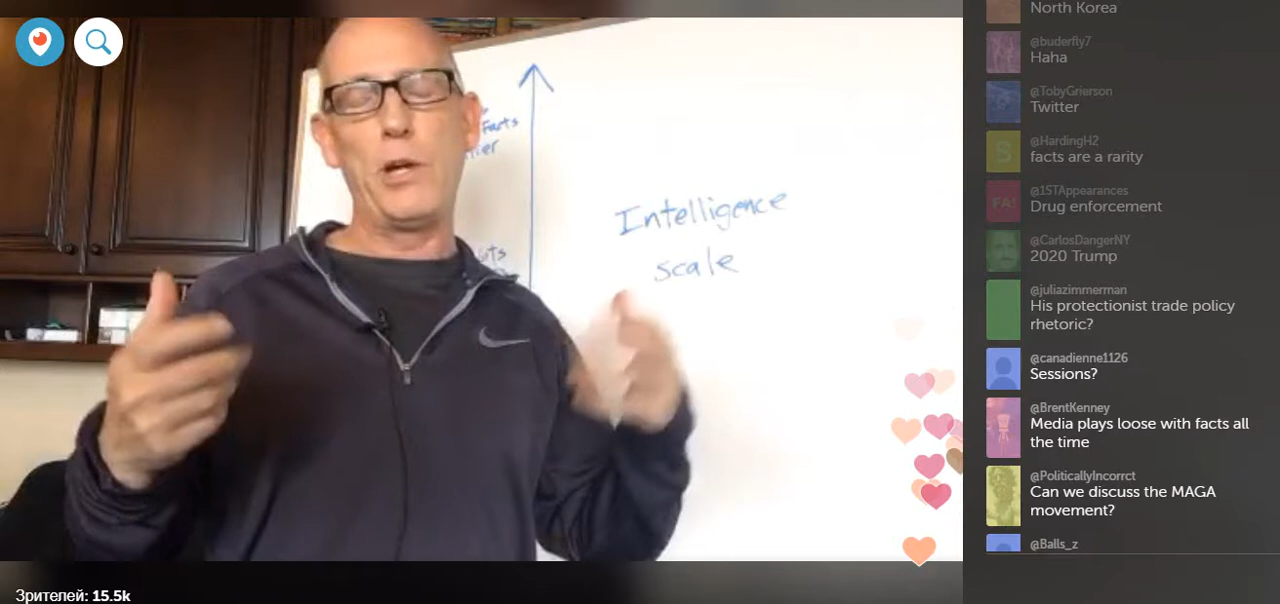 Facts
Intelligence
scale
North Korea
@buderfly7
Haha
@TobyGrierson
Twitter
@HardingH2
S
facts are a rarity
@1STAppearances
FA!
Drug enforcement
@CarlosDangerNY
2020 Trump
@juliazimmerman
His protectionist trade policy
rhetoric?
@canadienne1126
Sessions?
@BrentKenney
Media plays loose with facts all
the time
@PoliticallyIncorrct
Can we discuss the MAGA
movement?
@Balls_z
Зрителей: 15.5k